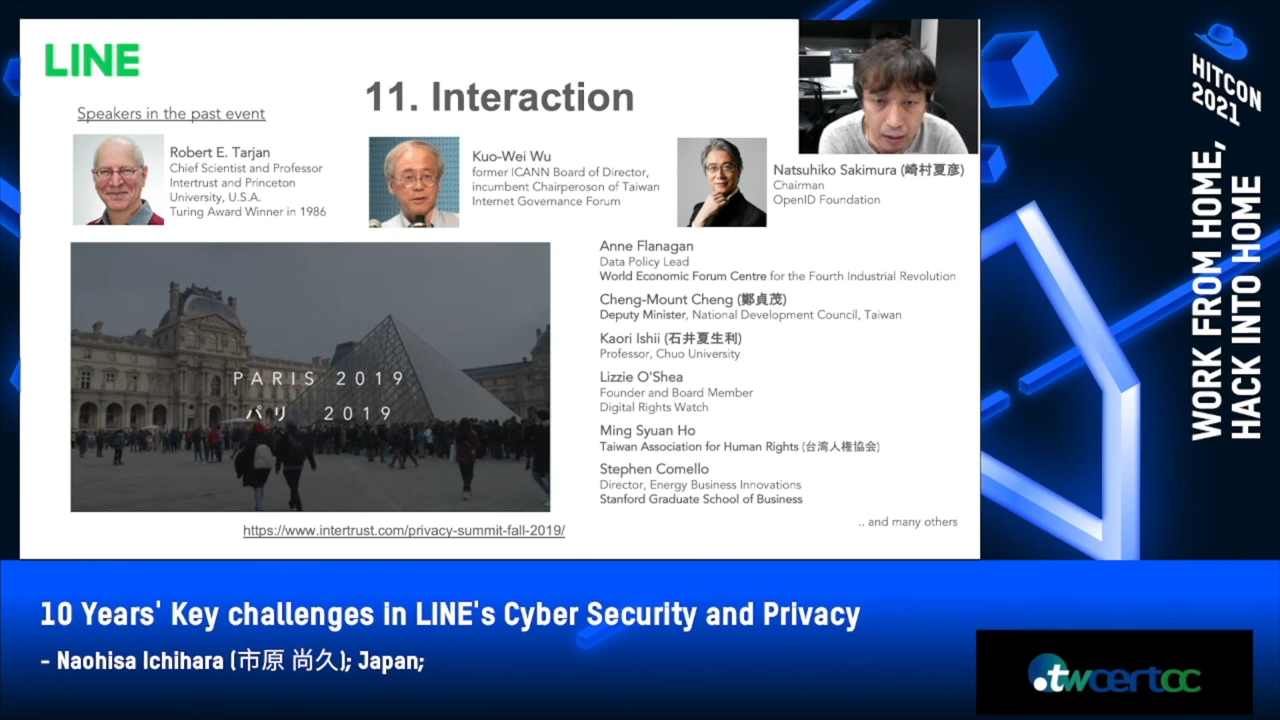 LINE
11. Interaction
Speakers in the past event
Robert E. Tarjan
Chief Scientist and Professor
Intertrust and Princeton
University, U.S.A.
Turing Award Winner in 1986
Kuo-Wei Wu
former ICANN Board of Director,
incumbent Chairperoson of Taiwan
Internet Governance Forum
Natsuhiko Sakimura (崎村夏彦)
Chairman
OpenID Foundation
PARIS 2019
パリ 2019
https://www.intertrust.com/privacy-summit-fall-2019/
Anne Flanagan
Data Policy Lead
World Economic Forum Centre for the Fourth Industrial Revolution
Cheng-Mount Cheng (鄭貞茂)
Deputy Minister, National Development Council, Taiwan
Kaori Ishii (石井夏生利)
Professor, Chuo University
Lizzie O'Shea
Founder and Board Member
Digital Rights Watch
Ming Syuan Ho
Taiwan Association for Human Rights (台湾人権協会)
Stephen Comello
Director, Energy Business Innovations
Stanford Graduate School of Business
.. and many others
HITCON
2021
WORK FROM HOME,
HACK INTO HOME
10 Years' Key challenges in LINE's Cyber Security and Privacy
- Naohisa Ichihara (市原 尚久); Japan;
.twcertcc